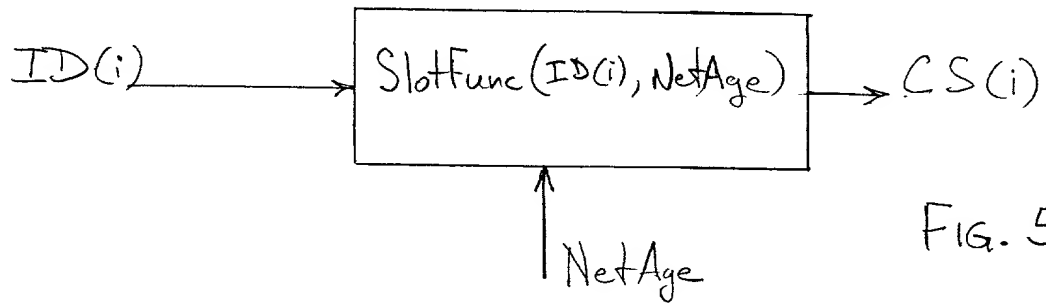 ID(i)
SlotFunc(ID(i), NetAge)
CS(i)
FIG. 5
NetAge